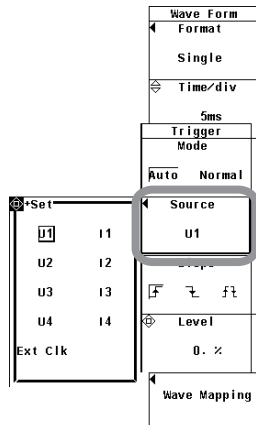 Wave Form
Format
Single
Time/div
5ms
Trigger
Mode
Auto Normal
+Set
Source
U1
U1 I1
U2 I2
U3 I3
U4 I4
Ext Clk
Level
0. %
Wave Mapping